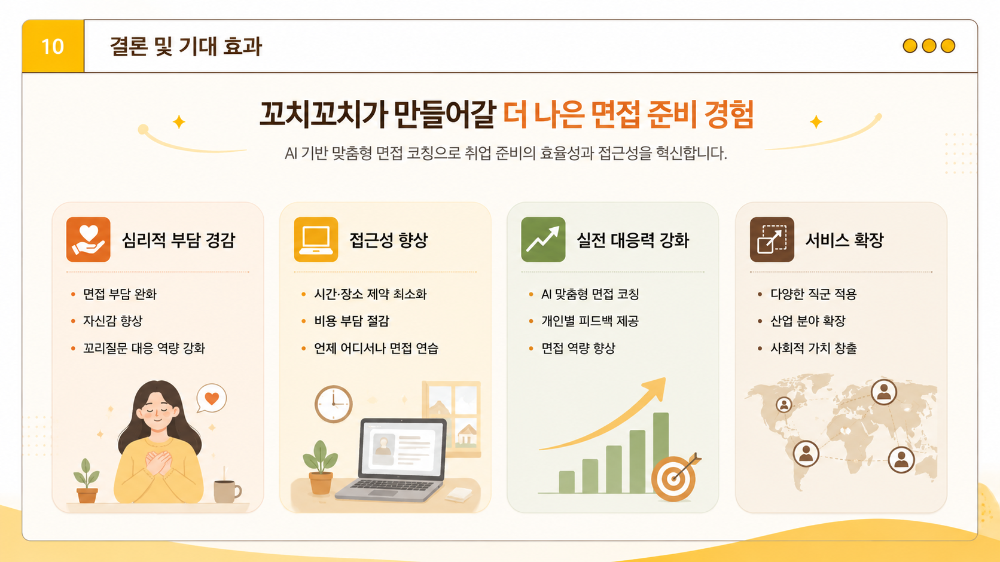 10
결론 및 기대 효과
꼬치꼬치가 만들어갈 더 나은 면접 준비 경험
AI 기반 맞춤형 면접 코칭으로 취업 준비의 효율성과 접근성을 혁신합니다.
심리적 부담 경감
• 면접 부담 완화
• 자신감 향상
• 꼬리질문 대응 역량 강화
접근성 향상
• 시간·장소 제약 최소화
• 비용 부담 절감
• 언제 어디서나 면접 연습
실전 대응력 강화
• AI 맞춤형 면접 코칭
• 개인별 피드백 제공
• 면접 역량 향상
서비스 확장
• 다양한 직군 적용
• 산업 분야 확장
• 사회적 가치 창출